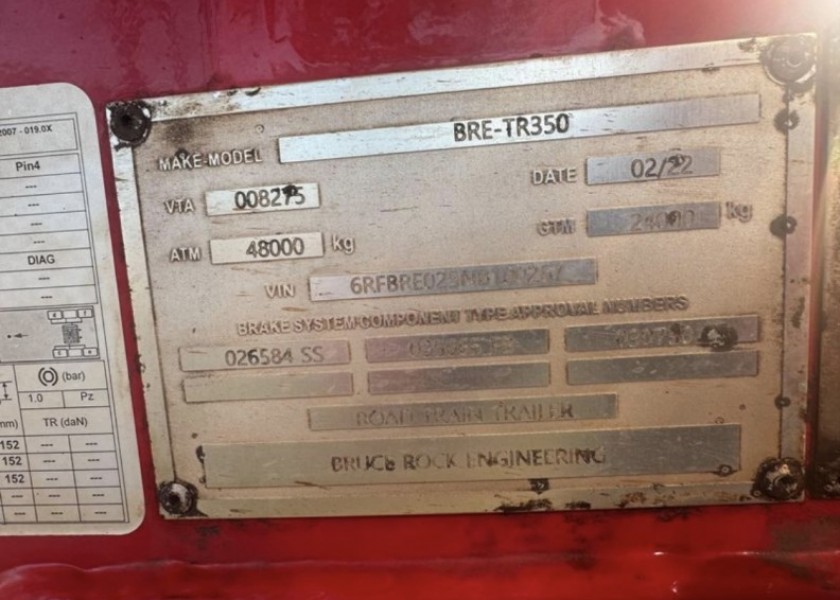 2007 - 019.0X
Pin4
---
---
---
---
DIAG
---
---
(bar)
1.0 Pz
mm) TR (daN)
152 --- ---
152 --- ---
152 --- ---
--- ---
--- ---
MAKE-MODEL BRE-TR350
VTA 008275 DATE 02/22
ATM 48000 kg GTM kg
VIN
BRAKE SYSTEM COMPONENT TYPE APPROVAL NUMBERS
026584 SS
ROAD TRAIN TRAILER
BRUCE ROCK ENGINEERING